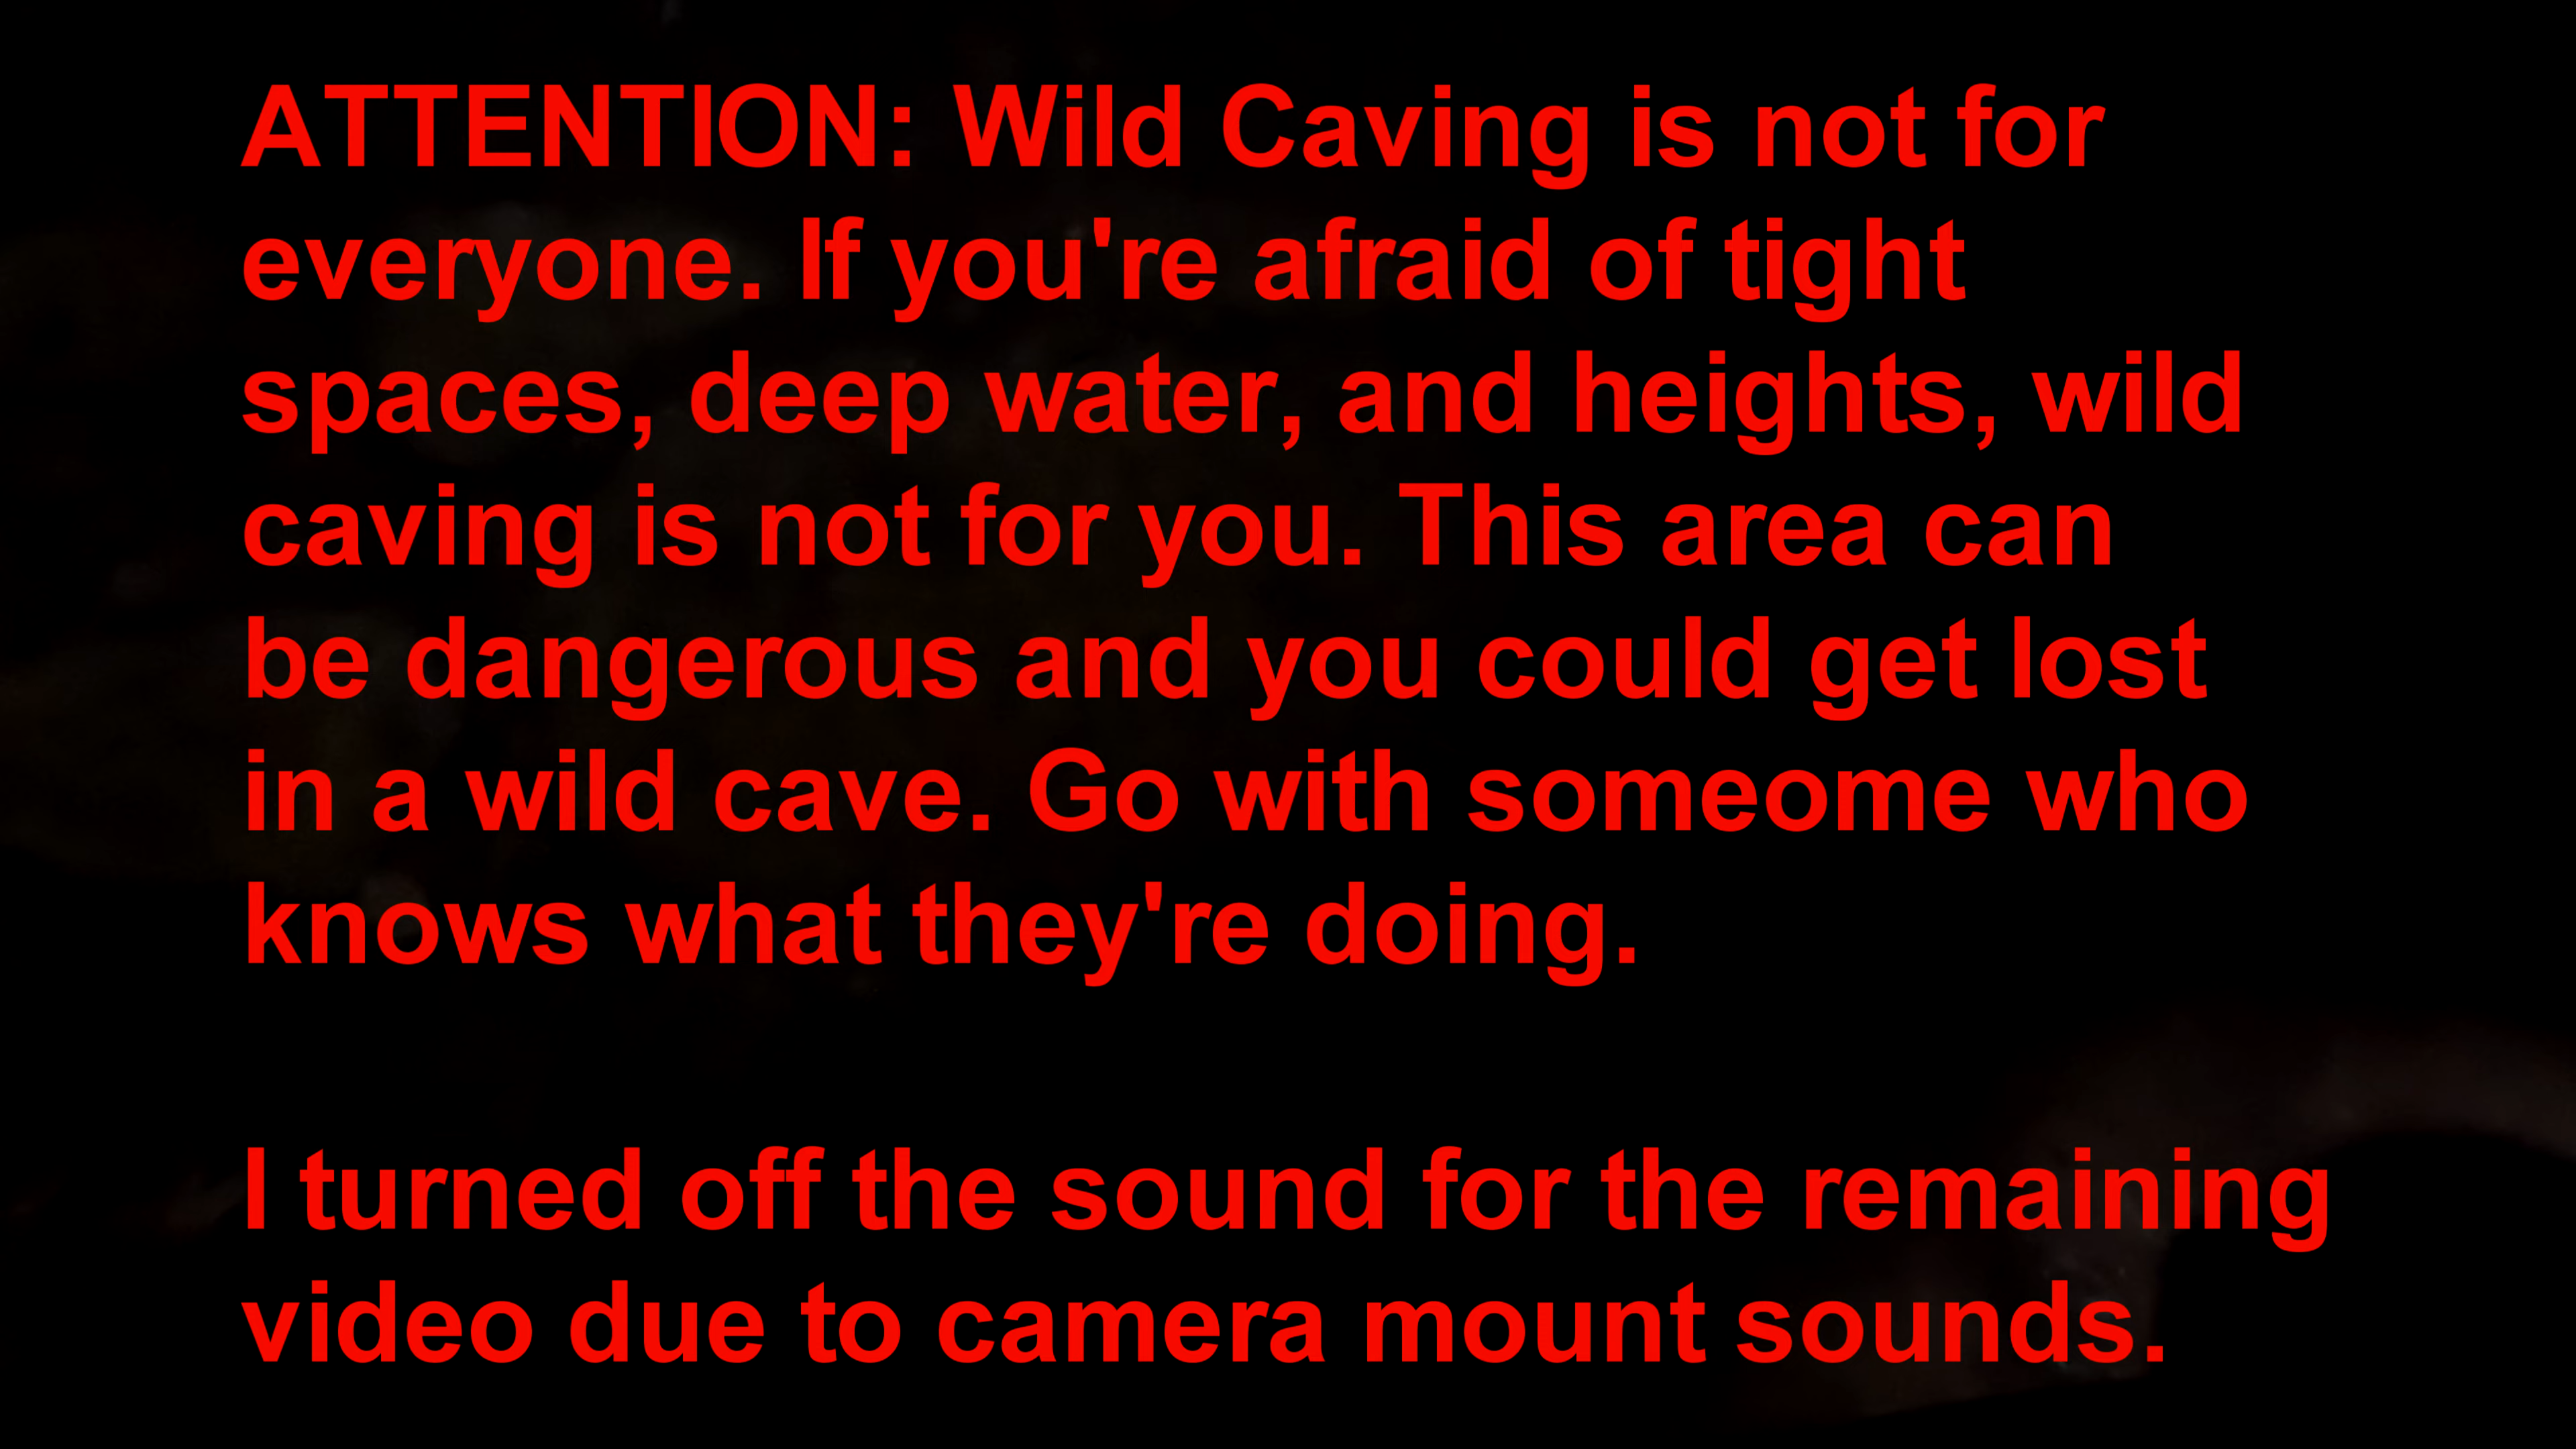 ATTENTION: Wild Caving is not for
everyone. If you're afraid of tight
spaces, deep water, and heights, wild
caving is not for you. This area can
be dangerous and you could get lost
in a wild cave. Go with someome who
knows what they're doing.
I turned off the sound for the remaining
video due to camera mount sounds.